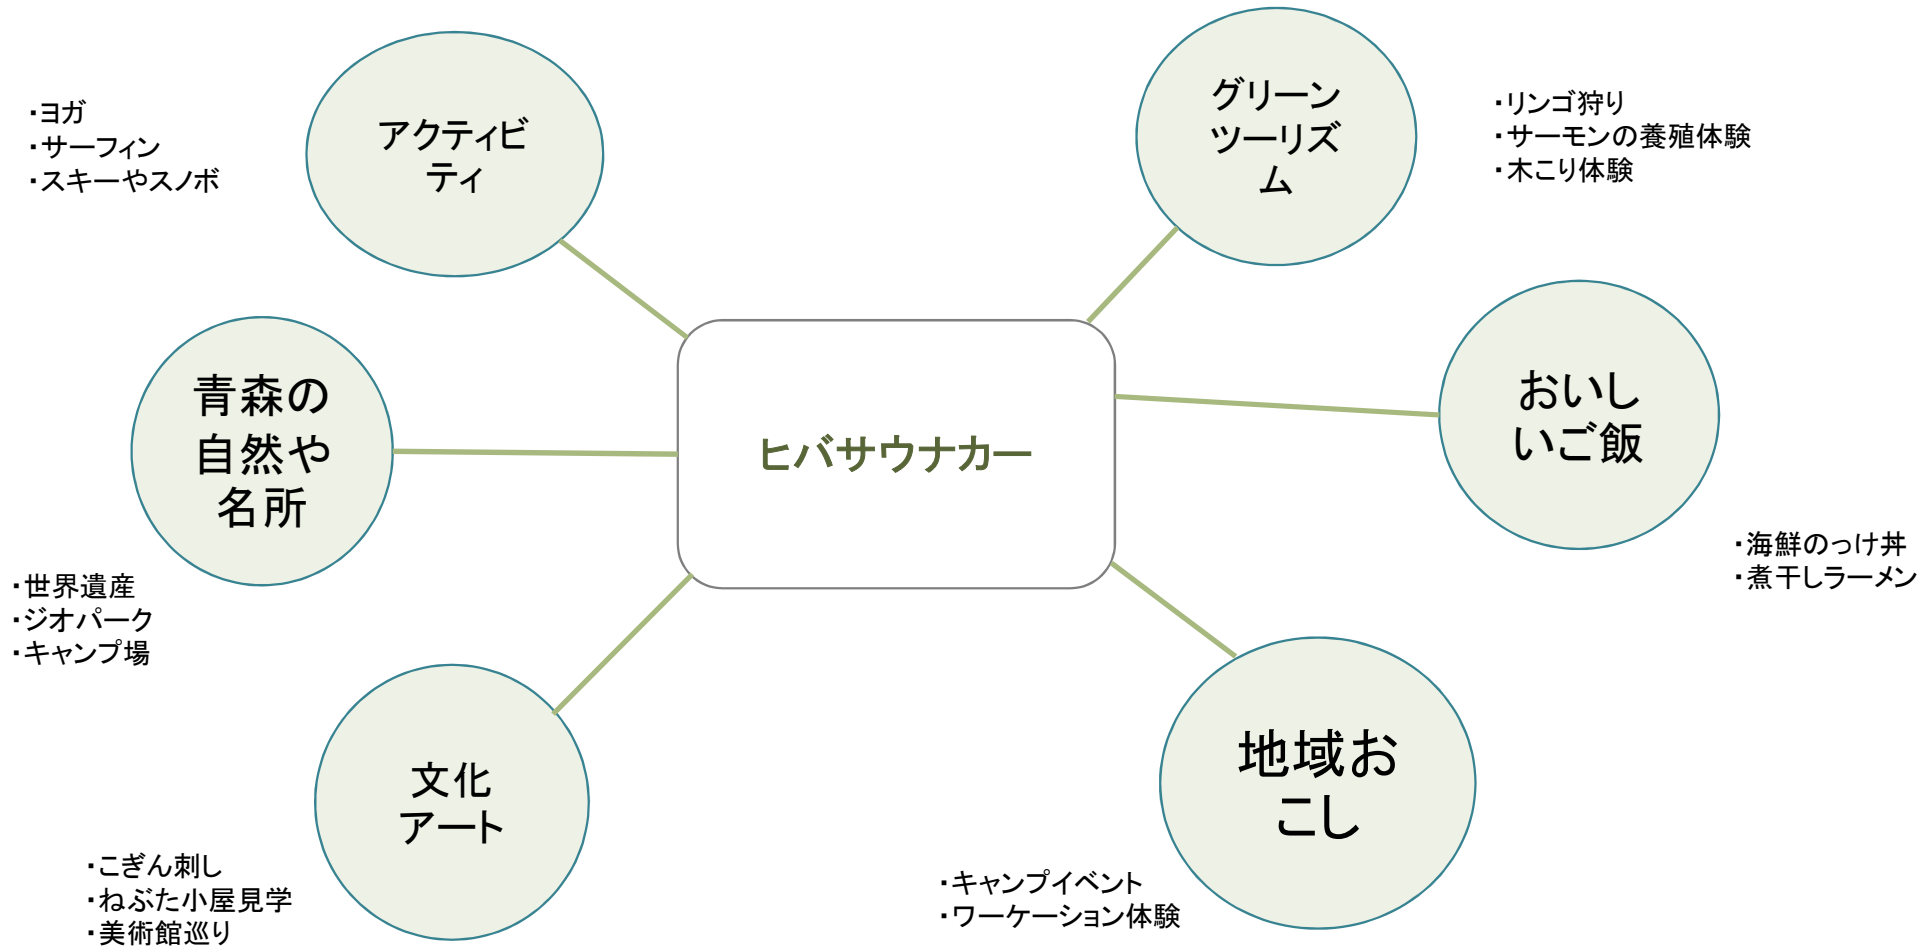 ・ヨガ
・サーフィン
・スキーやスノボ
アクティビ
ティ
グリーン
ツーリズ
ム
・リンゴ狩り
・サーモンの養殖体験
・木こり体験
青森の
自然や
名所
・世界遺産
・ジオパーク
・キャンプ場
ヒバサウナカー
おいし
いご飯
・海鮮のっけ丼
・煮干しラーメン
文化
アート
・こぎん刺し
・ねぶた小屋見学
・美術館巡り
地域お
こし
・キャンプイベント
・ワーケーション体験